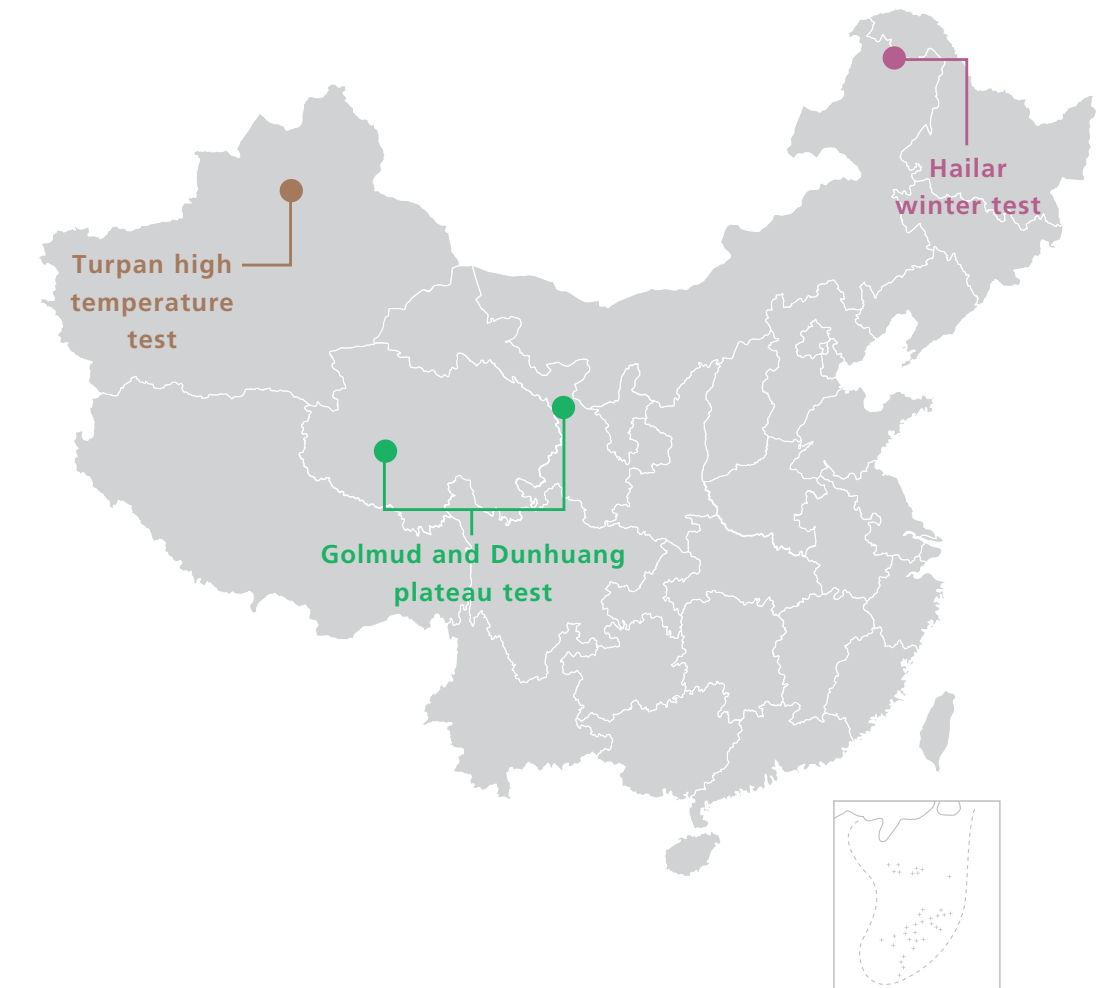 Hailar
winter test
Turpan high
temperature
test
Golmud and Dunhuang
plateau test